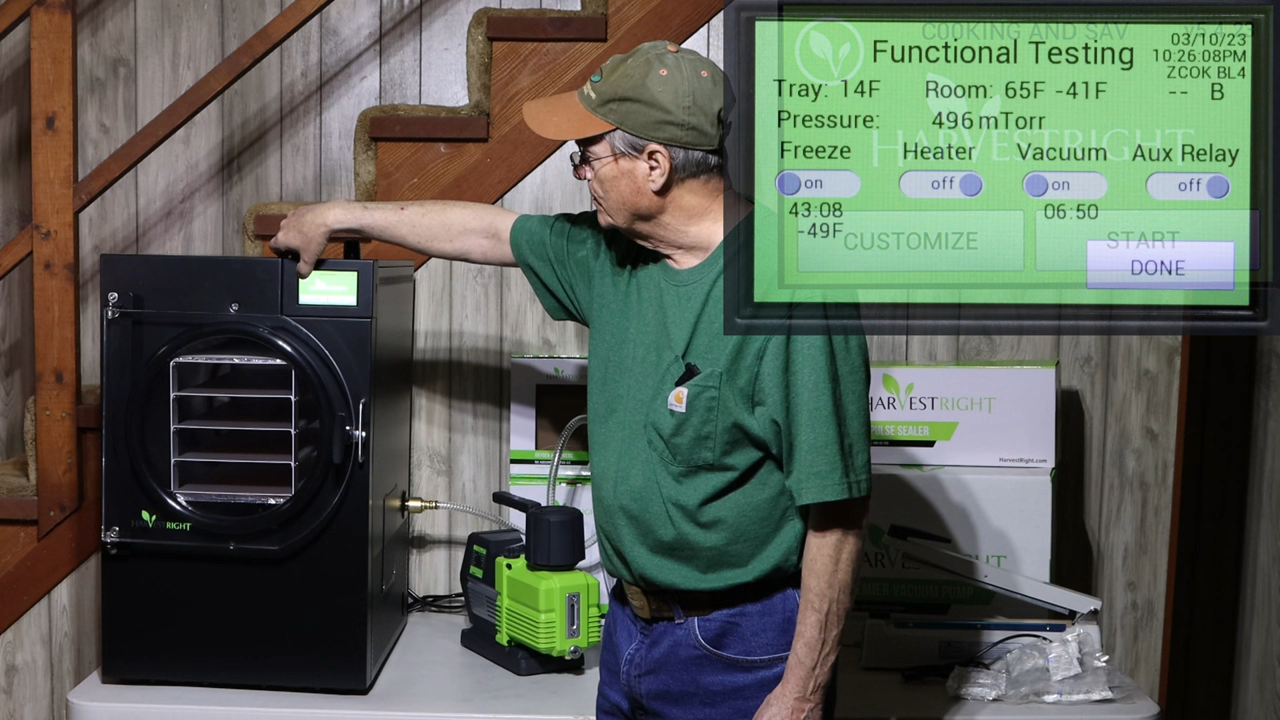 COOKING AND SAV
Functional Testing
03/10/23
10:26:08PM
ZCOK BL4
Tray: 14F Room: 65F -41F -- B
Pressure: 496 mTorr
HARVESTRIGHT
Freeze Heater Vacuum Aux Relay
on off on off
43:08 06:50
-49F
CUSTOMIZE START
DONE
HARVESTRIGHT
HARVESTRIGHT
PULSE SEALER
HarvestRight.com
VACUUM PUMP